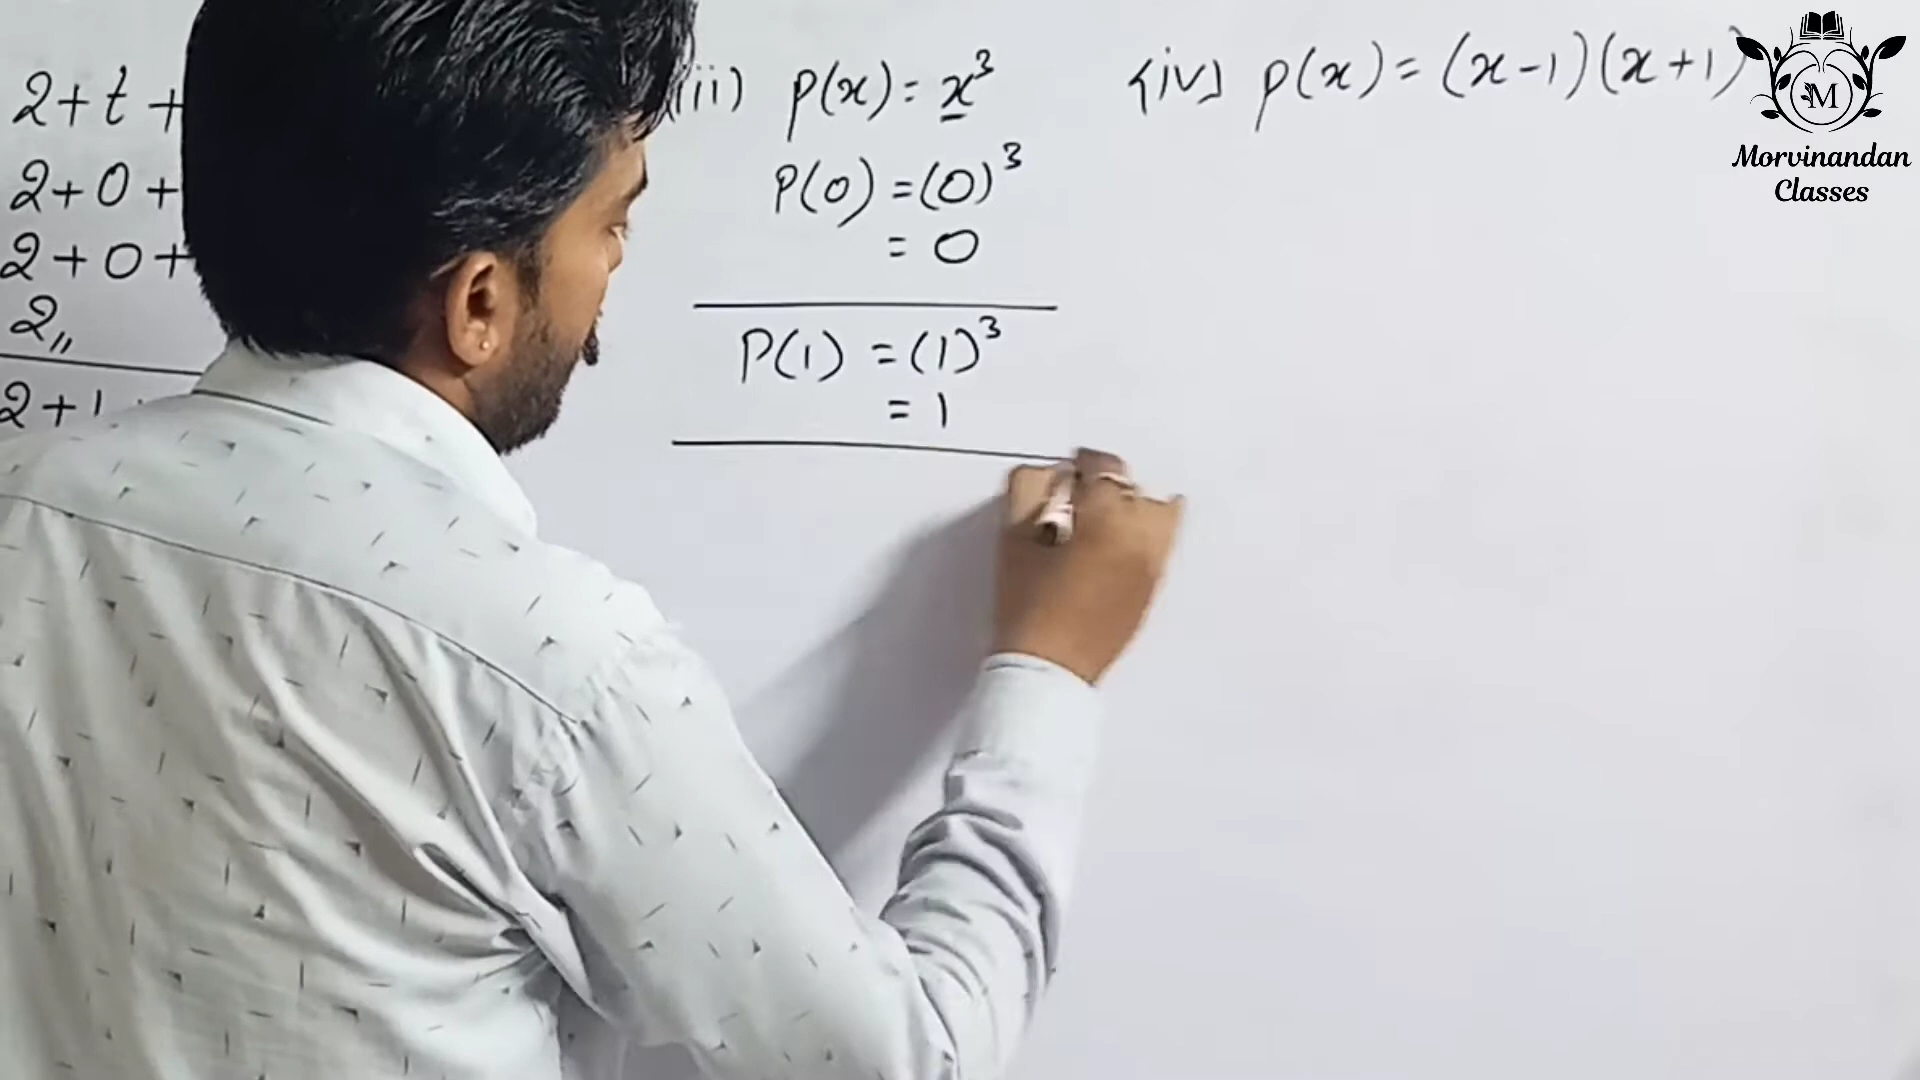 2+t+
2+0+
2+0+
2,,
2+1
(iii) p(x) = x³
P(0) = (0)³
= 0
P(1) = (1)³
= 1
(iv) p(x) = (x-1)(x+1)
M
Morvinandan
Classes